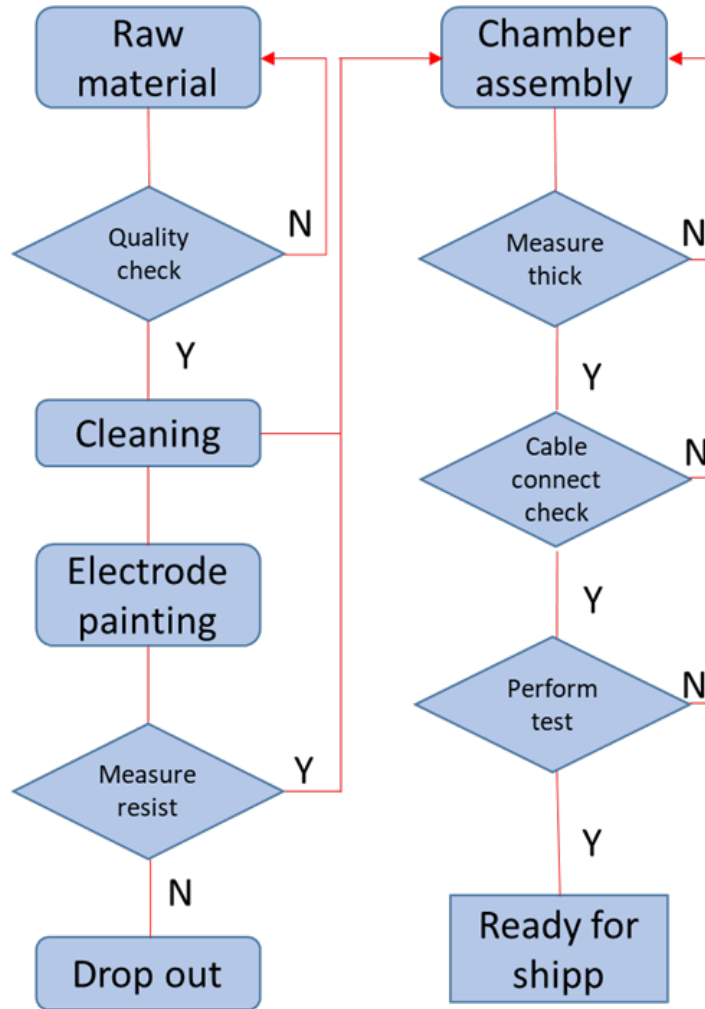 Raw
material
Quality
check
N
Y
Cleaning
Electrode
painting
Measure
resist
Y
N
Drop out
Chamber
assembly
Measure
thick
N
Y
Cable
connect
check
N
Y
Perform
test
N
Y
Ready for
shipp